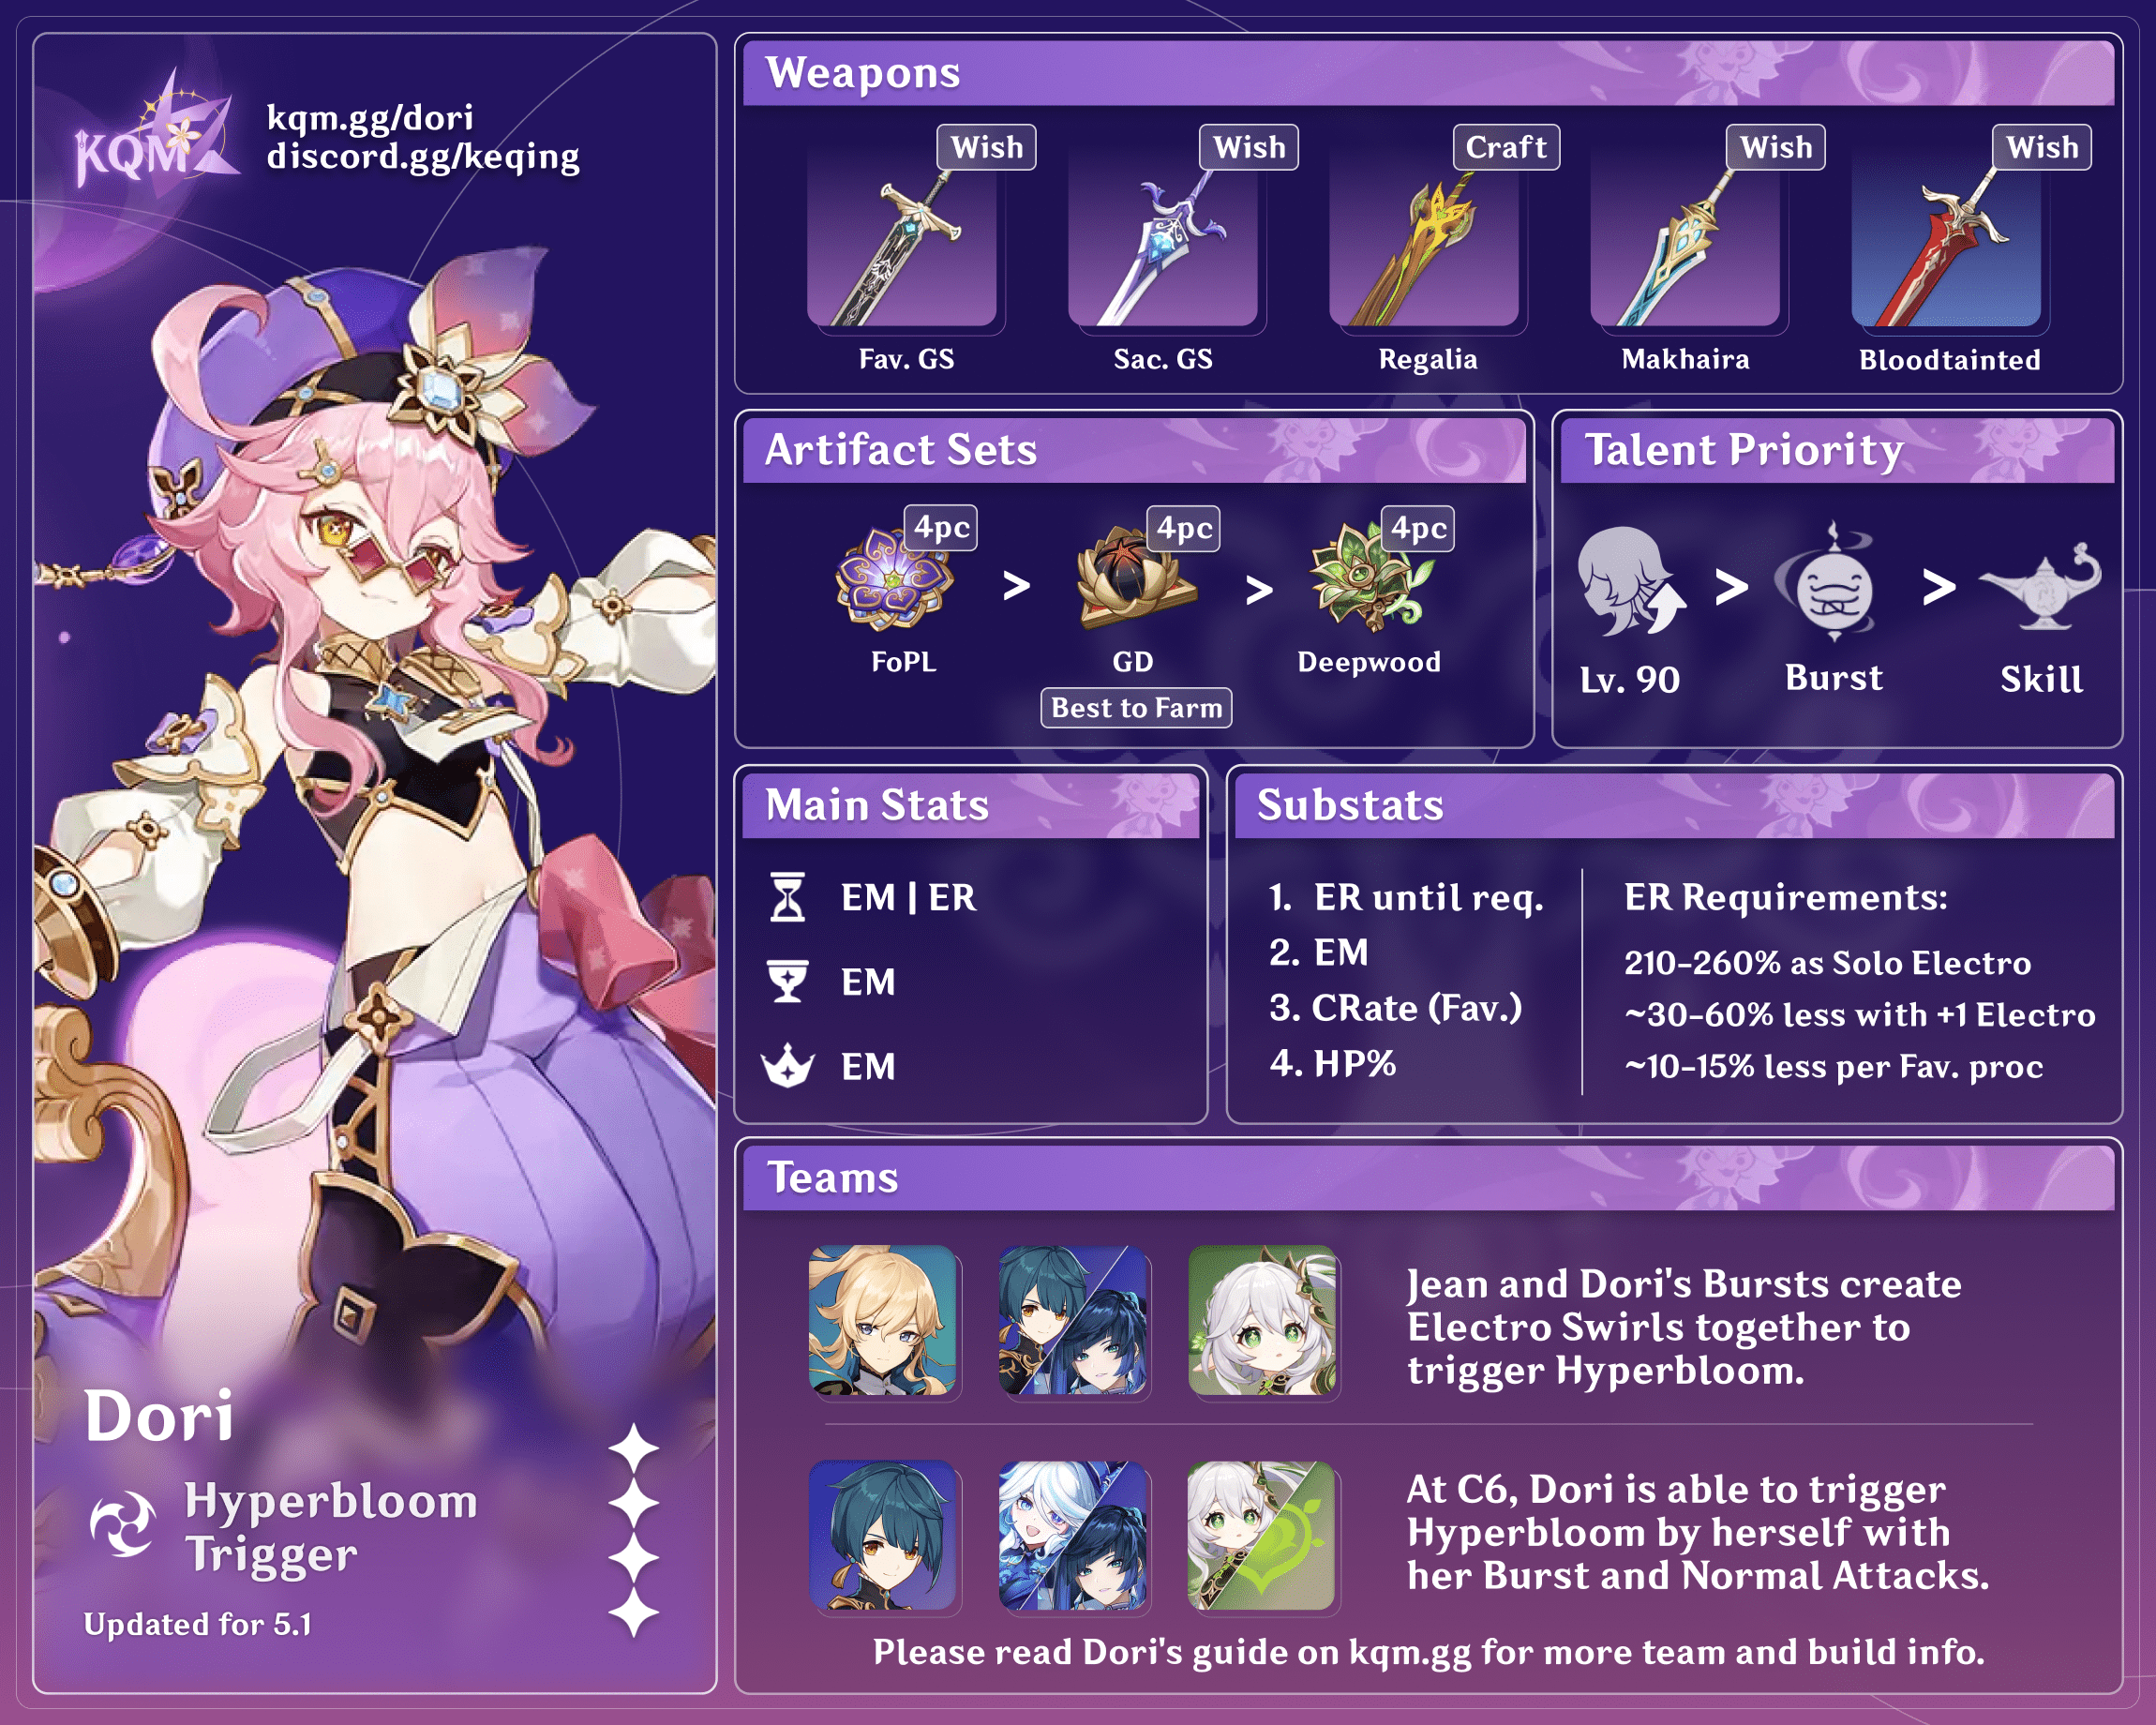 KQM
kqm.gg/dori
discord.gg/keqing
Dori
Hyperbloom
Trigger
Updated for 5.1
Weapons
Wish
Wish
Craft
Wish
Wish
Fav. GS
Sac. GS
Regalia
Makhaira
Bloodtainted
Artifact Sets
4pc
>
4pc
>
4pc
FoPL
GD
Deepwood
Best to Farm
Talent Priority
>
>
Lv. 90
Burst
Skill
Main Stats
EM | ER
EM
EM
Substats
1. ER until req.
2. EM
3. CRate (Fav.)
4. HP%
ER Requirements:
210-260% as Solo Electro
~30-60% less with +1 Electro
~10-15% less per Fav. proc
Teams
Jean and Dori's Bursts create
Electro Swirls together to
trigger Hyperbloom.
At C6, Dori is able to trigger
Hyperbloom by herself with
her Burst and Normal Attacks.
Please read Dori's guide on kqm.gg for more team and build info.